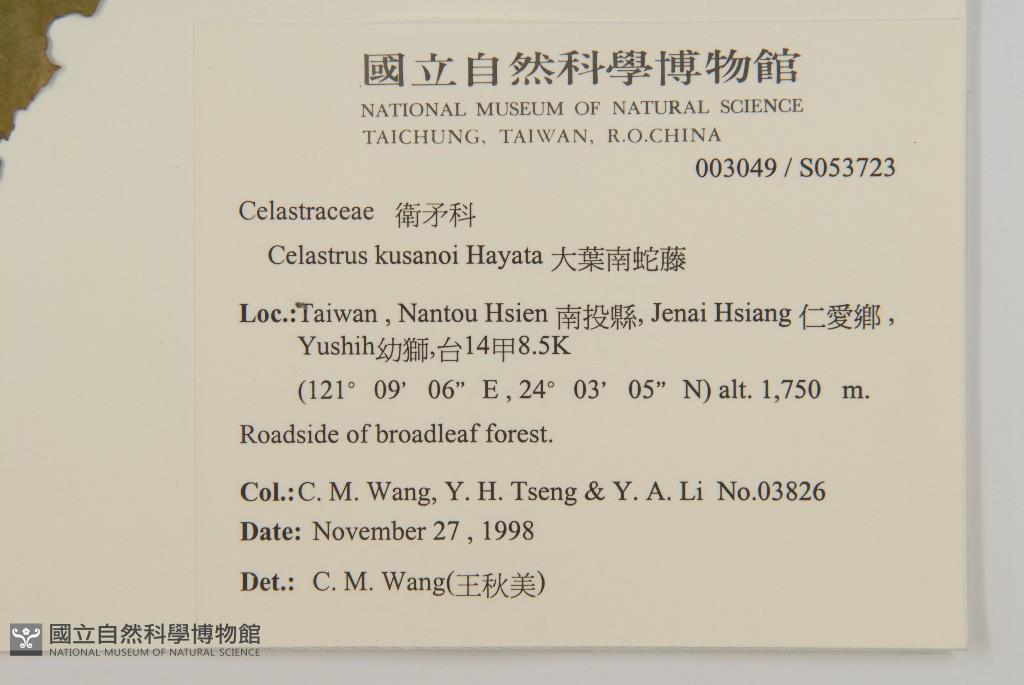 國立自然科學博物館
NATIONAL MUSEUM OF NATURAL SCIENCE
TAICHUNG, TAIWAN, R.O.CHINA
003049 / S053723
Celastraceae 衛矛科
Celastrus kusanoi Hayata 大葉南蛇藤
Loc.:Taiwan , Nantou Hsien 南投縣, Jenai Hsiang 仁愛鄉 ,
Yushih幼獅,台14甲8.5K
(121° 09’ 06” E , 24° 03’ 05” N) alt. 1,750 m.
Roadside of broadleaf forest.
Col.: C. M. Wang, Y. H. Tseng & Y. A. Li No.03826
Date: November 27 , 1998
Det.: C. M. Wang(王秋美)
國立自然科學博物館
NATIONAL MUSEUM OF NATURAL SCIENCE